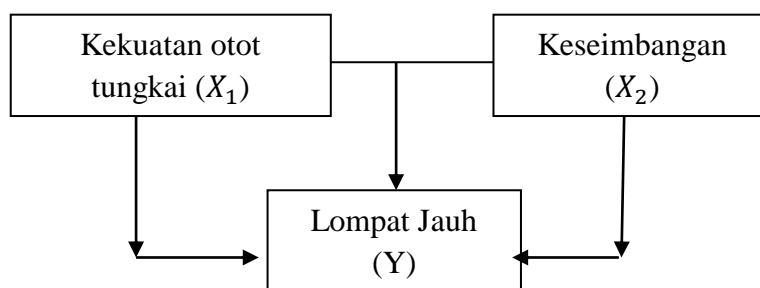 Kekuatan otot
tungkai (𝑋₁)
Keseimbangan
(𝑋₂)
Lompat Jauh
(Y)